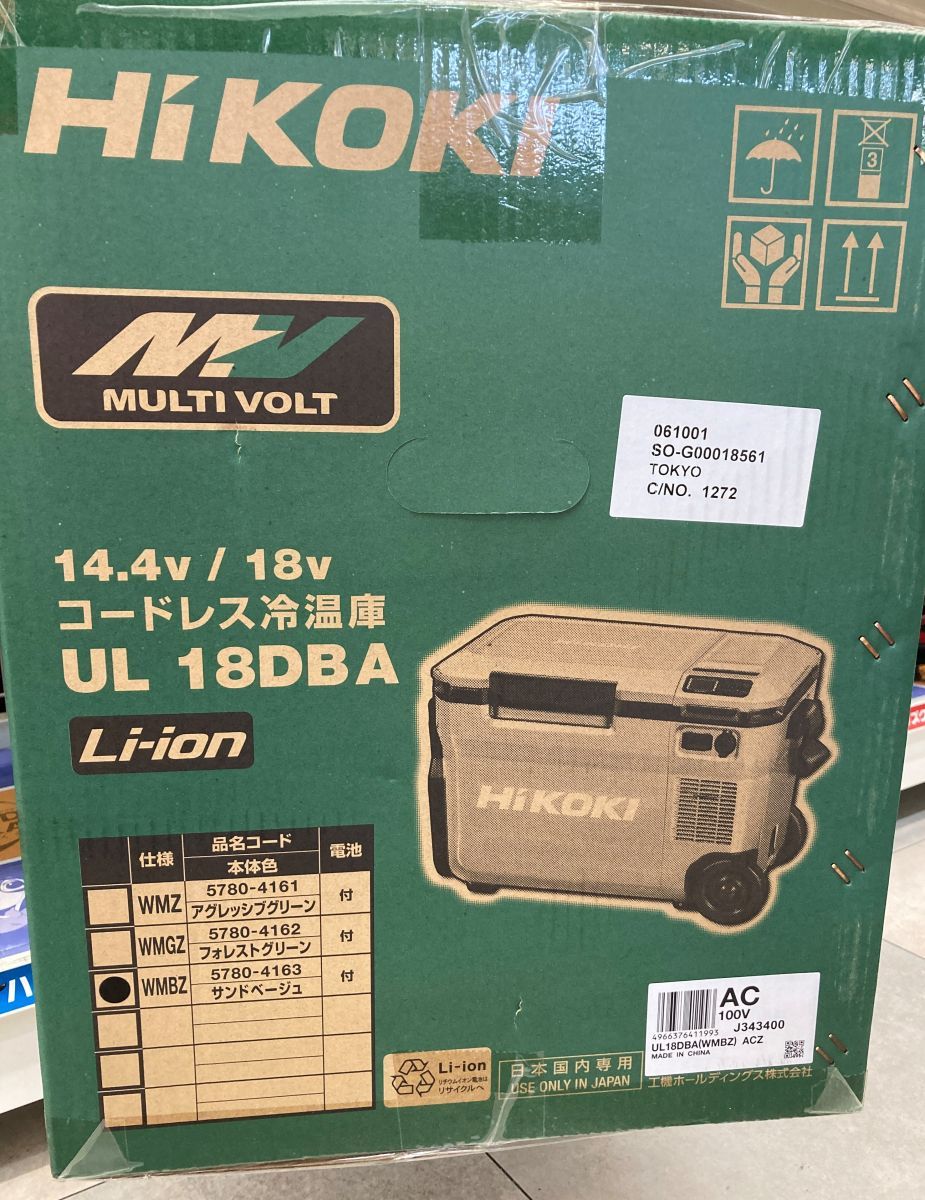 HiKOKI
3
MV
MULTI VOLT
061001
SO-G00018561
TOKYO
C/NO. 1272
14.4v / 18v
コードレス冷温庫
UL 18DBA
Li-ion
HiKOKI
仕様 品名コード 電池
本体色
WMZ 5780-4161 付
アグレッシブグリーン
WMGZ 5780-4162 付
フォレストグリーン
WMBZ 5780-4163 付
サンドベージュ
AC
100V
4966376411993
J343400
UL18DBA(WMBZ) ACZ
MADE IN CHINA
Li-ion
リチウムイオン電池は
リサイクルへ
日本国内専用
USE ONLY IN JAPAN
工機ホールディングス株式会社